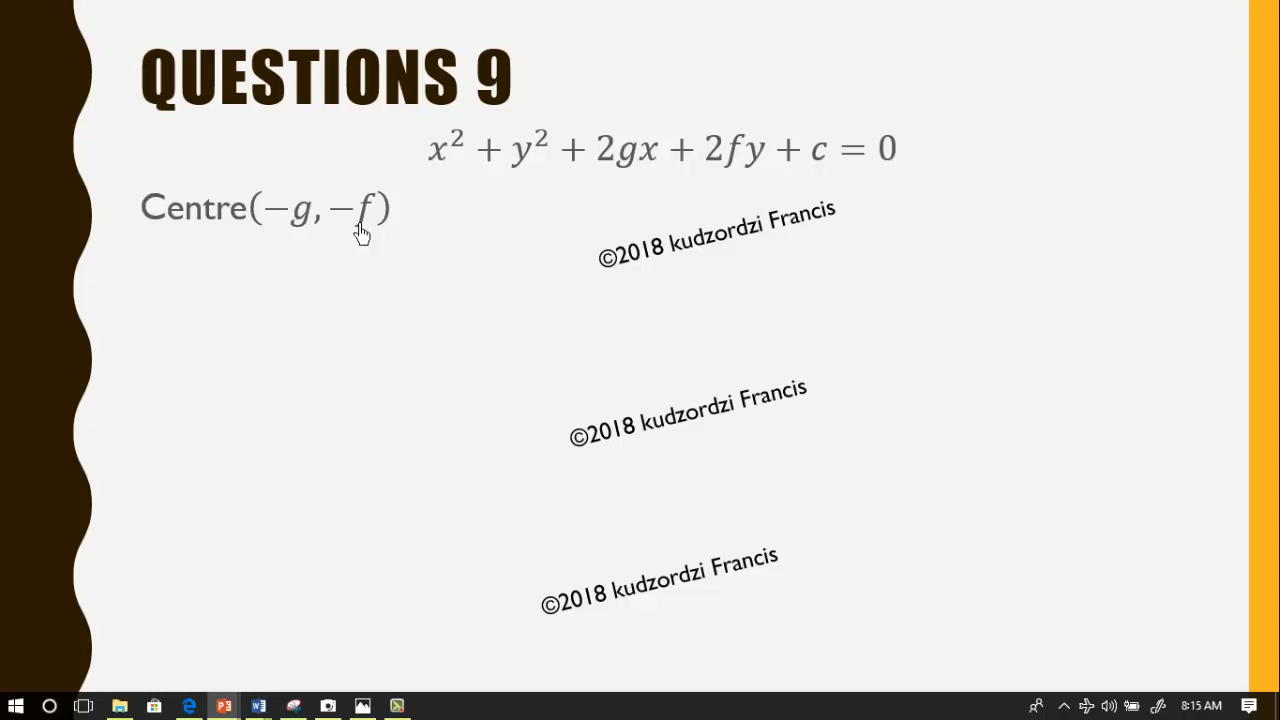 QUESTIONS 9
x² + y² + 2gx + 2fy + c = 0
Centre(−g, −f)
©2018 kudzordzi Francis
©2018 kudzordzi Francis
©2018 kudzordzi Francis
8:15 AM